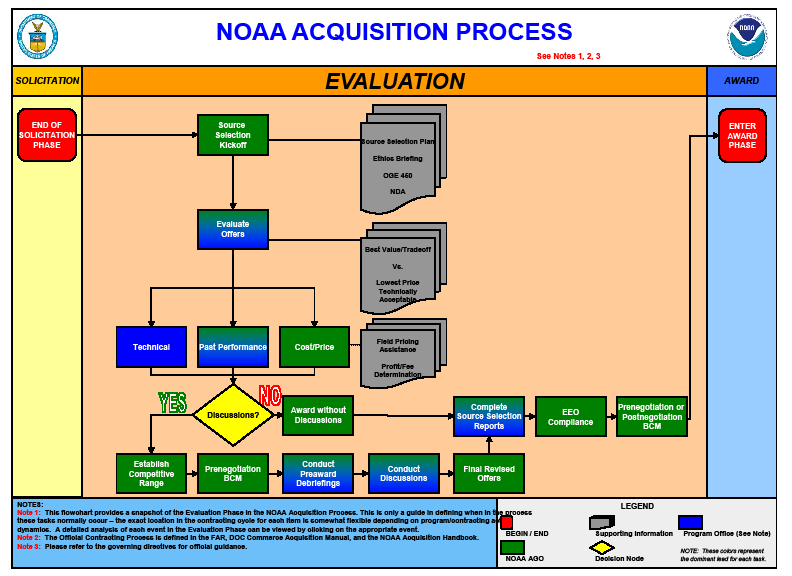 NOAA ACQUISITION PROCESS
NOAA
See Notes 1, 2, 3
SOLICITATION
EVALUATION
AWARD
END OF
SOLICITATION
PHASE
Source
Selection
Kickoff
Source Selection Plan
Ethics Briefing
OGE 450
NDA
ENTER
AWARD
PHASE
Evaluate
Offers
Best Value/Tradeoff
Vs.
Lowest Price
Technically
Acceptable
Technical
Past Performance
Cost/Price
Field Pricing
Assistance
Profit/Fee
Determination
YES
NO
Discussions?
Award without
Discussions
Complete
Source Selection
Reports
EEO
Compliance
Prenegotiation or
Postnegotiation
BCM
Establish
Competitive
Range
Prenegotiation
BCM
Conduct
Preaward
Debriefings
Conduct
Discussions
Final Revised
Offers
NOTES:
Note 1: This flowchart provides a snapshot of the Evaluation Phase in the NOAA Acquisition Process. This is only a guide in defining when in the process
these tasks normally occur – the exact location in the contracting cycle for each item is somewhat flexible depending on program/contracting
dynamics. A detailed analysis of each event in the Evaluation Phase can be viewed by clicking on the appropriate event.
Note 2: The Official Contracting Process is defined in the FAR, DOC Commerce Acquisition Manual, and the NOAA Acquisition Handbook.
Note 3: Please refer to the governing directives for official guidance.
LEGEND
BEGIN / END
Supporting Information
Program Office (See Note)
NOAA AGO
Decision Node
NOTE: These colors represent
the dominant lead for each task.